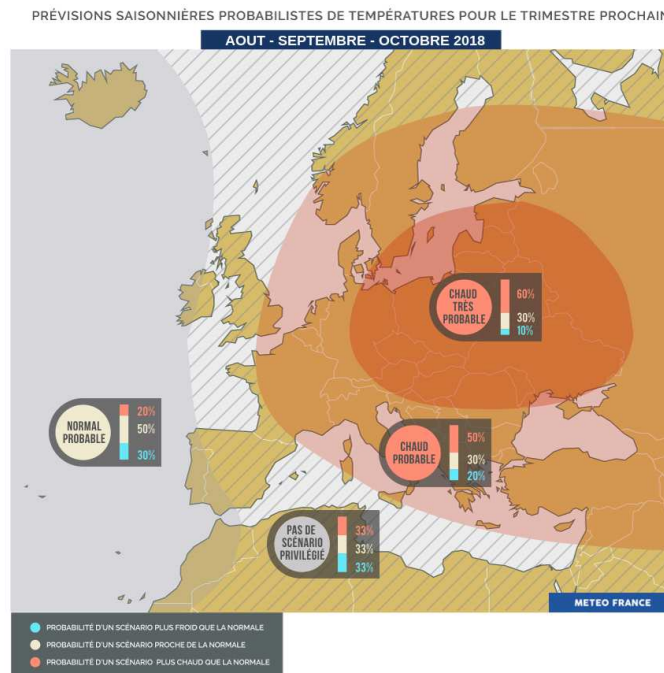 PRÉVISIONS SAISONNIÈRES PROBABILISTES DE TEMPÉRATURES POUR LE TRIMESTRE PROCHAIN
AOUT - SEPTEMBRE - OCTOBRE 2018
CHAUD
TRÈS
PROBABLE
60%
30%
10%
NORMAL
PROBABLE
20%
50%
30%
CHAUD
PROBABLE
50%
30%
20%
PAS DE
SCÉNARIO
PRIVILÉGIÉ
33%
33%
33%
METEO FRANCE
PROBABILITÉ D'UN SCÉNARIO PLUS FROID QUE LA NORMALE
PROBABILITÉ D'UN SCÉNARIO PROCHE DE LA NORMALE
PROBABILITÉ D'UN SCÉNARIO PLUS CHAUD QUE LA NORMALE